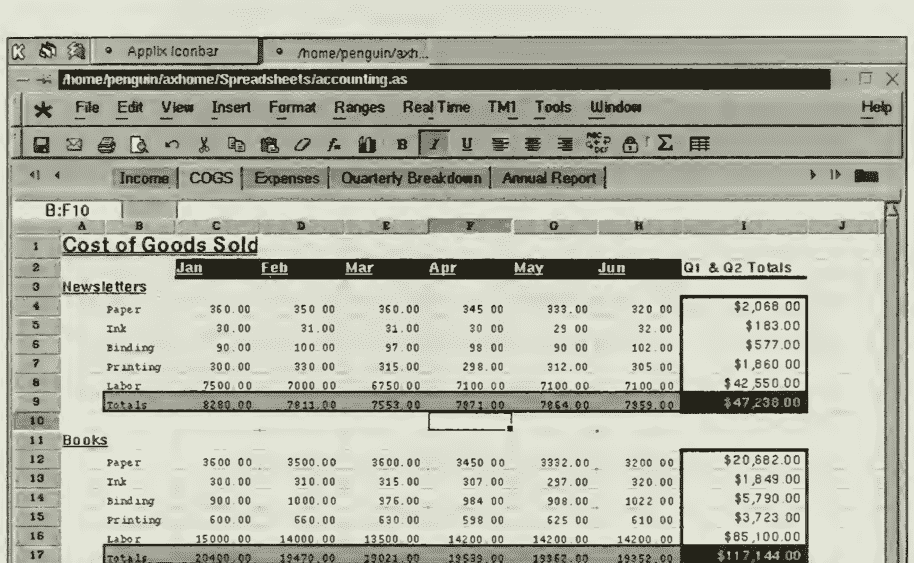 Applix Iconbar /home/penguin/axh...
/home/penguin/axhome/Spreadsheets/accounting.as
File Edit View Insert Format Ranges Real Time TM1 Tools Window Help
B I U Σ
Income COGS Expenses Quarterly Breakdown Annual Report
B:F10
A B C D E F G H I J
1 Cost of Goods Sold
2 Jan Feb Mar Apr May Jun Q1 & Q2 Totals
3 Newsletters
4 Paper 360.00 350.00 360.00 345.00 333.00 320.00 $2,068.00
5 Ink 30.00 31.00 31.00 30.00 29.00 32.00 $183.00
6 Binding 90.00 100.00 97.00 98.00 90.00 102.00 $577.00
7 Printing 300.00 330.00 315.00 298.00 312.00 305.00 $1,860.00
8 Labor 7500.00 7000.00 6750.00 7100.00 7100.00 7100.00 $42,550.00
9 Totals 8280.00 7811.00 7553.00 7871.00 7864.00 7859.00 $47,238.00
10
11 Books
12 Paper 3600.00 3500.00 3600.00 3450.00 3332.00 3200.00 $20,682.00
13 Ink 300.00 310.00 315.00 307.00 297.00 320.00 $1,849.00
14 Binding 900.00 1000.00 976.00 984.00 908.00 1022.00 $5,790.00
15 Printing 600.00 660.00 630.00 598.00 625.00 610.00 $3,723.00
16 Labor 15000.00 14000.00 13500.00 14200.00 14200.00 14200.00 $85,100.00
17 Totals 20400.00 19470.00 19021.00 19539.00 19362.00 19352.00 $117,144.00